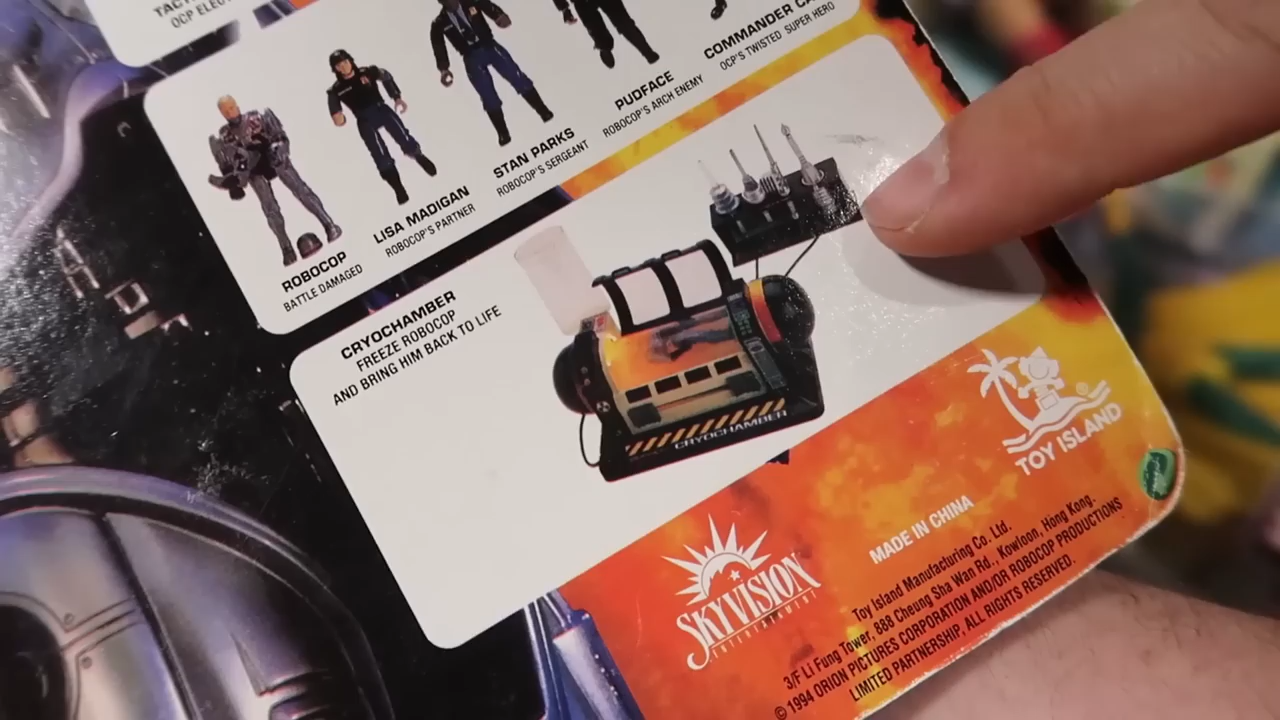 OCP
COMMANDER
OCP'S TWISTED SUPER HERO
PUDFACE
ROBOCOP'S ARCH ENEMY
STAN PARKS
ROBOCOP'S SERGEANT
LISA MADIGAN
ROBOCOP'S PARTNER
ROBOCOP
BATTLE DAMAGED
CRYOCHAMBER
FREEZE ROBOCOP
AND BRING HIM BACK TO LIFE
CRYOCHAMBER
TOY ISLAND
SKYVISION
ENTERTAINMENT
MADE IN CHINA
Toy Island Manufacturing Co. Ltd.
3/F Li Fung Tower, 888 Cheung Sha Wan Rd., Kowloon, Hong Kong.
© 1994 ORION PICTURES CORPORATION AND/OR ROBOCOP PRODUCTIONS
LIMITED PARTNERSHIP, ALL RIGHTS RESERVED.